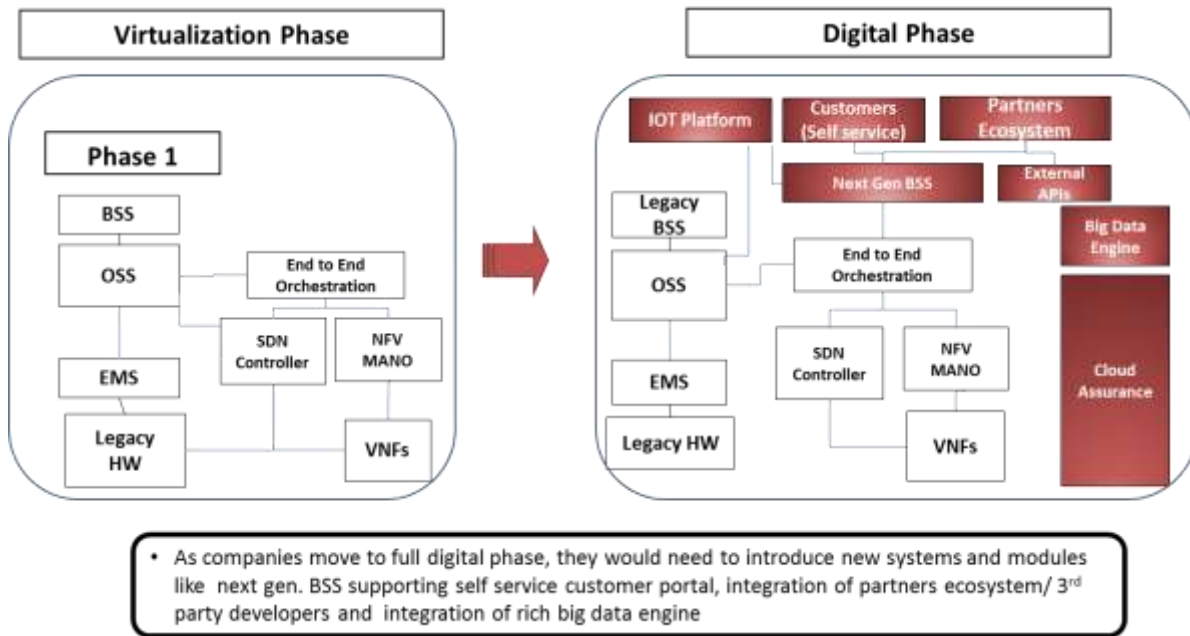 Virtualization Phase
Phase 1
BSS
OSS
End to End
Orchestration
SDN
Controller
NFV
MANO
EMS
Legacy
HW
VNFs
Digital Phase
IOT Platform
Customers
(Self service)
Partners
Ecosystem
Next Gen BSS
External
APIs
Legacy
BSS
Big Data
Engine
End to End
Orchestration
OSS
SDN
Controller
NFV
MANO
Cloud
Assurance
EMS
Legacy HW
VNFs
• As companies move to full digital phase, they would need to introduce new systems and modules
like next gen. BSS supporting self service customer portal, integration of partners ecosystem/ 3rd
party developers and integration of rich big data engine